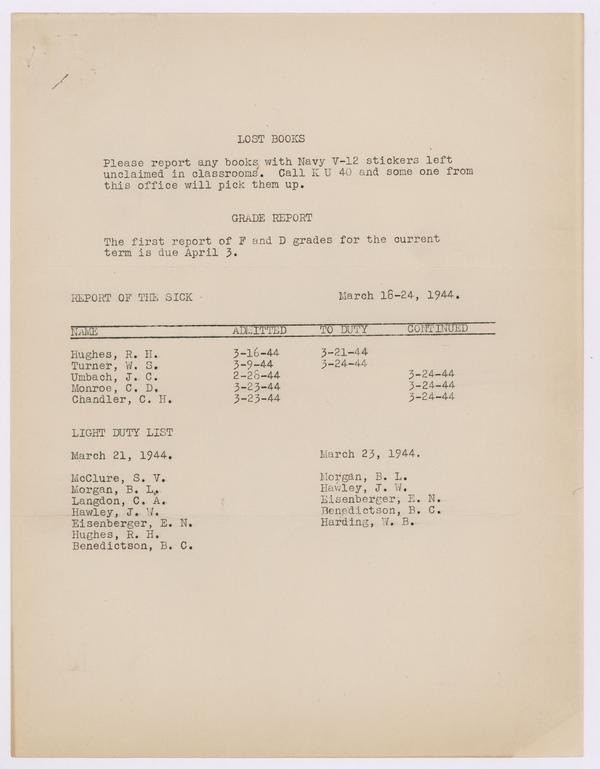 LOST BOOKS
Please report any books with Navy V-12 stickers left
unclaimed in classrooms. Call K U 40 and some one from
this office will pick them up.
GRADE REPORT
The first report of F and D grades for the current
term is due April 3.
REPORT OF THE SICK March 18-24, 1944.
NAME ADMITTED TO DUTY CONTINUED
Hughes, R. H. 3-16-44 3-21-44
Turner, W. S. 3-9-44 3-24-44
Umbach, J. C. 2-28-44 3-24-44
Monroe, C. D. 3-23-44 3-24-44
Chandler, C. H. 3-23-44 3-24-44
LIGHT DUTY LIST
March 21, 1944. March 23, 1944.
McClure, S. V. Morgan, B. L.
Morgan, B. L. Hawley, J. W.
Langdon, C. A. Eisenberger, E. N.
Hawley, J. W. Benedictson, B. C.
Eisenberger, E. N. Harding, W. B.
Hughes, R. H.
Benedictson, B. C.